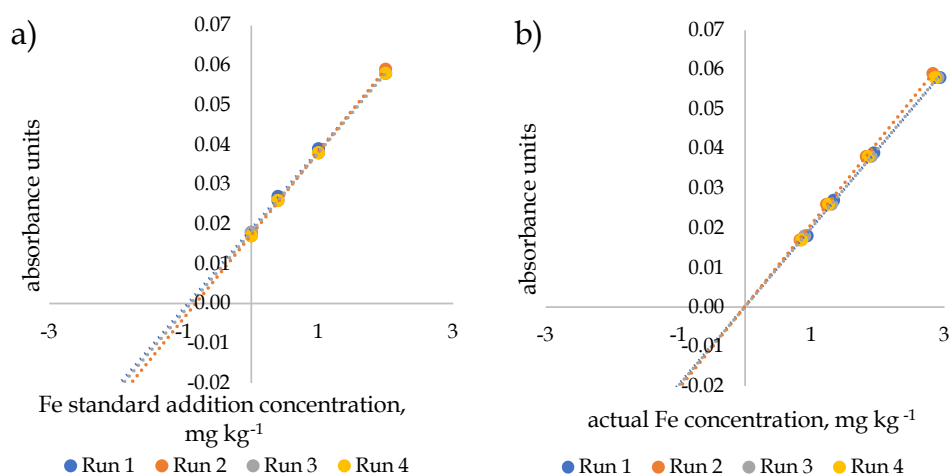 a)
0.07
0.06
0.05
0.04
0.03
0.02
0.01
0.00
-0.01
-0.02
-3
-1
1
3
absorbance units
Fe standard addition concentration,
mg kg-1
Run 1
Run 2
Run 3
Run 4
b)
0.07
0.06
0.05
0.04
0.03
0.02
0.01
0.00
-0.01
-0.02
-3
-1
1
3
absorbance units
actual Fe concentration, mg kg-1
Run 1
Run 2
Run 3
Run 4